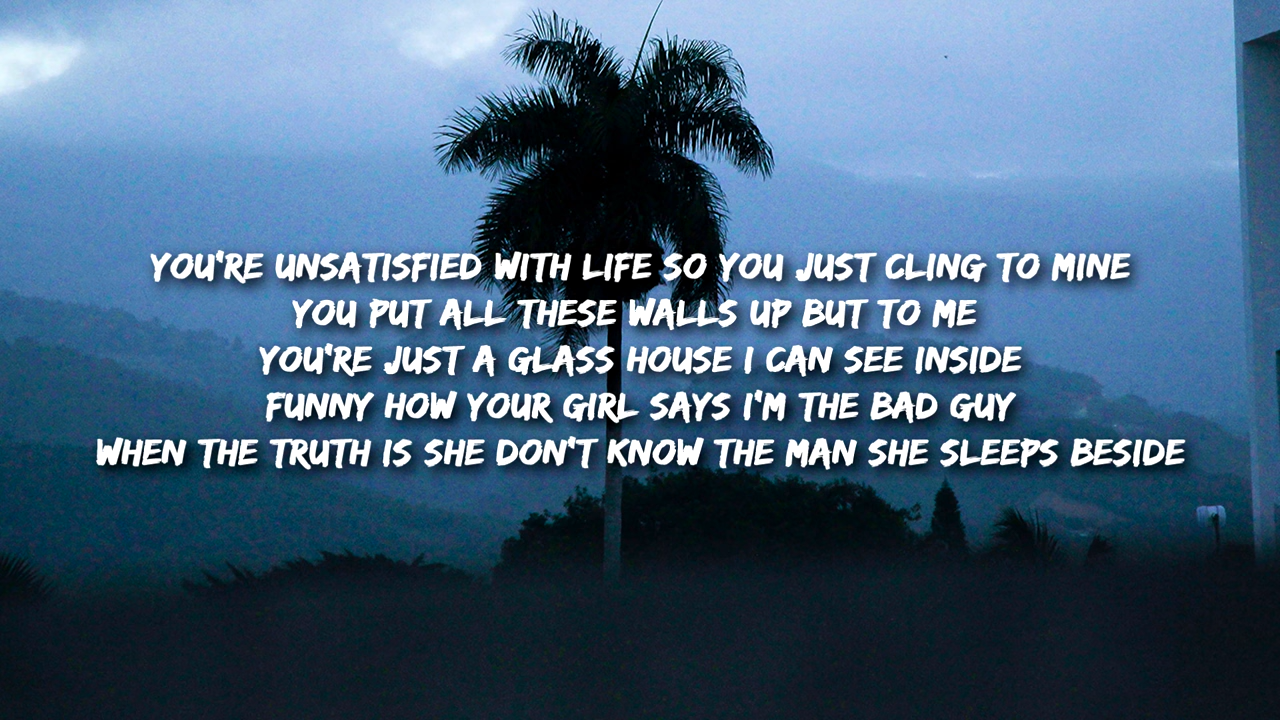 YOU'RE UNSATISFIED WITH LIFE SO YOU JUST CLING TO MINE
YOU PUT ALL THESE WALLS UP BUT TO ME
YOU'RE JUST A GLASS HOUSE I CAN SEE INSIDE
FUNNY HOW YOUR GIRL SAYS I'M THE BAD GUY
WHEN THE TRUTH IS SHE DON'T KNOW THE MAN SHE SLEEPS BESIDE